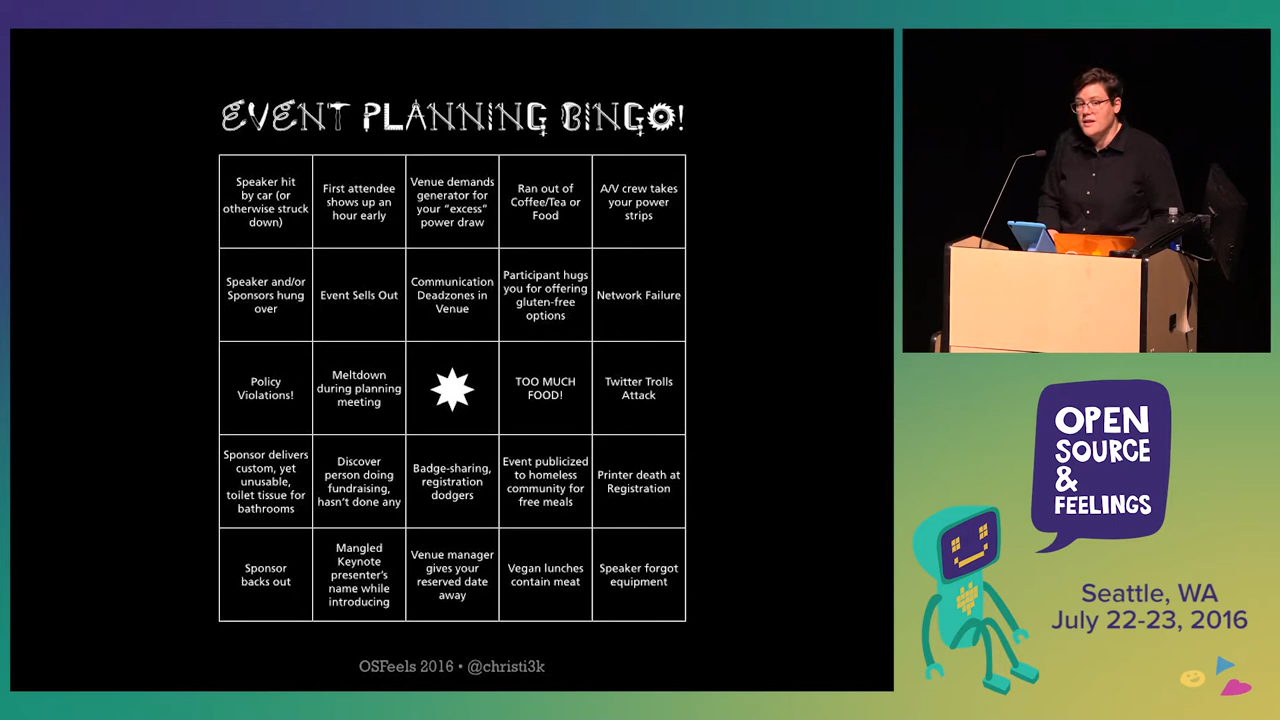 EVENT PLANNING BINGO!
Speaker hit
by car (or
otherwise struck
down)
First attendee
shows up an
hour early
Venue demands
generator for
your “excess”
power draw
Ran out of
Coffee/Tea or
Food
A/V crew takes
your power
strips
Speaker and/or
Sponsors hung
over
Event Sells Out
Communication
Deadzones in
Venue
Participant hugs
you for offering
gluten-free
options
Network Failure
Policy
Violations!
Meltdown
during planning
meeting
TOO MUCH
FOOD!
Twitter Trolls
Attack
Sponsor delivers
custom, yet
unusable,
toilet tissue for
bathrooms
Discover
person doing
fundraising,
hasn’t done any
Badge-sharing,
registration
dodgers
Event publicized
to homeless
community for
free meals
Printer death at
Registration
Sponsor
backs out
Mangled
Keynote
presenter’s
name while
introducing
Venue manager
gives your
reserved date
away
Vegan lunches
contain meat
Speaker forgot
equipment
OSFeels 2016 • @christi3k
OPEN
SOURCE
&
FEELINGS
Seattle, WA
July 22-23, 2016